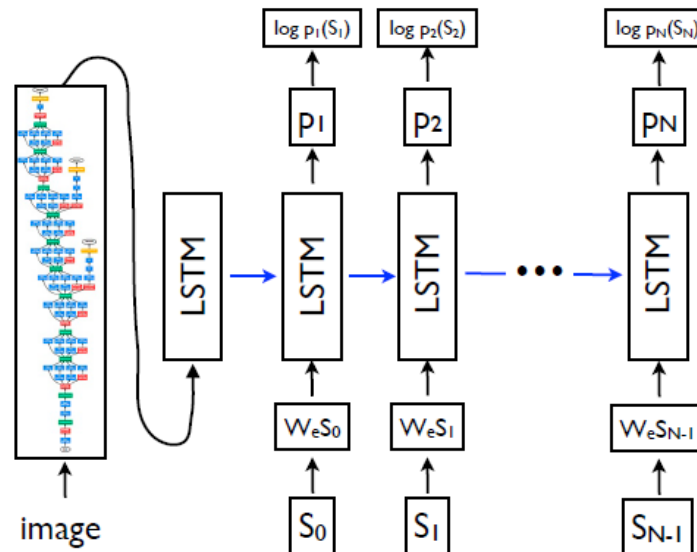 log p₁(S₁) log p₂(S₂) log pN(SN)
p₁ p₂ pN
LSTM LSTM LSTM ••• LSTM
WeS₀ WeS₁ WeSN-1
image S₀ S₁ SN-1